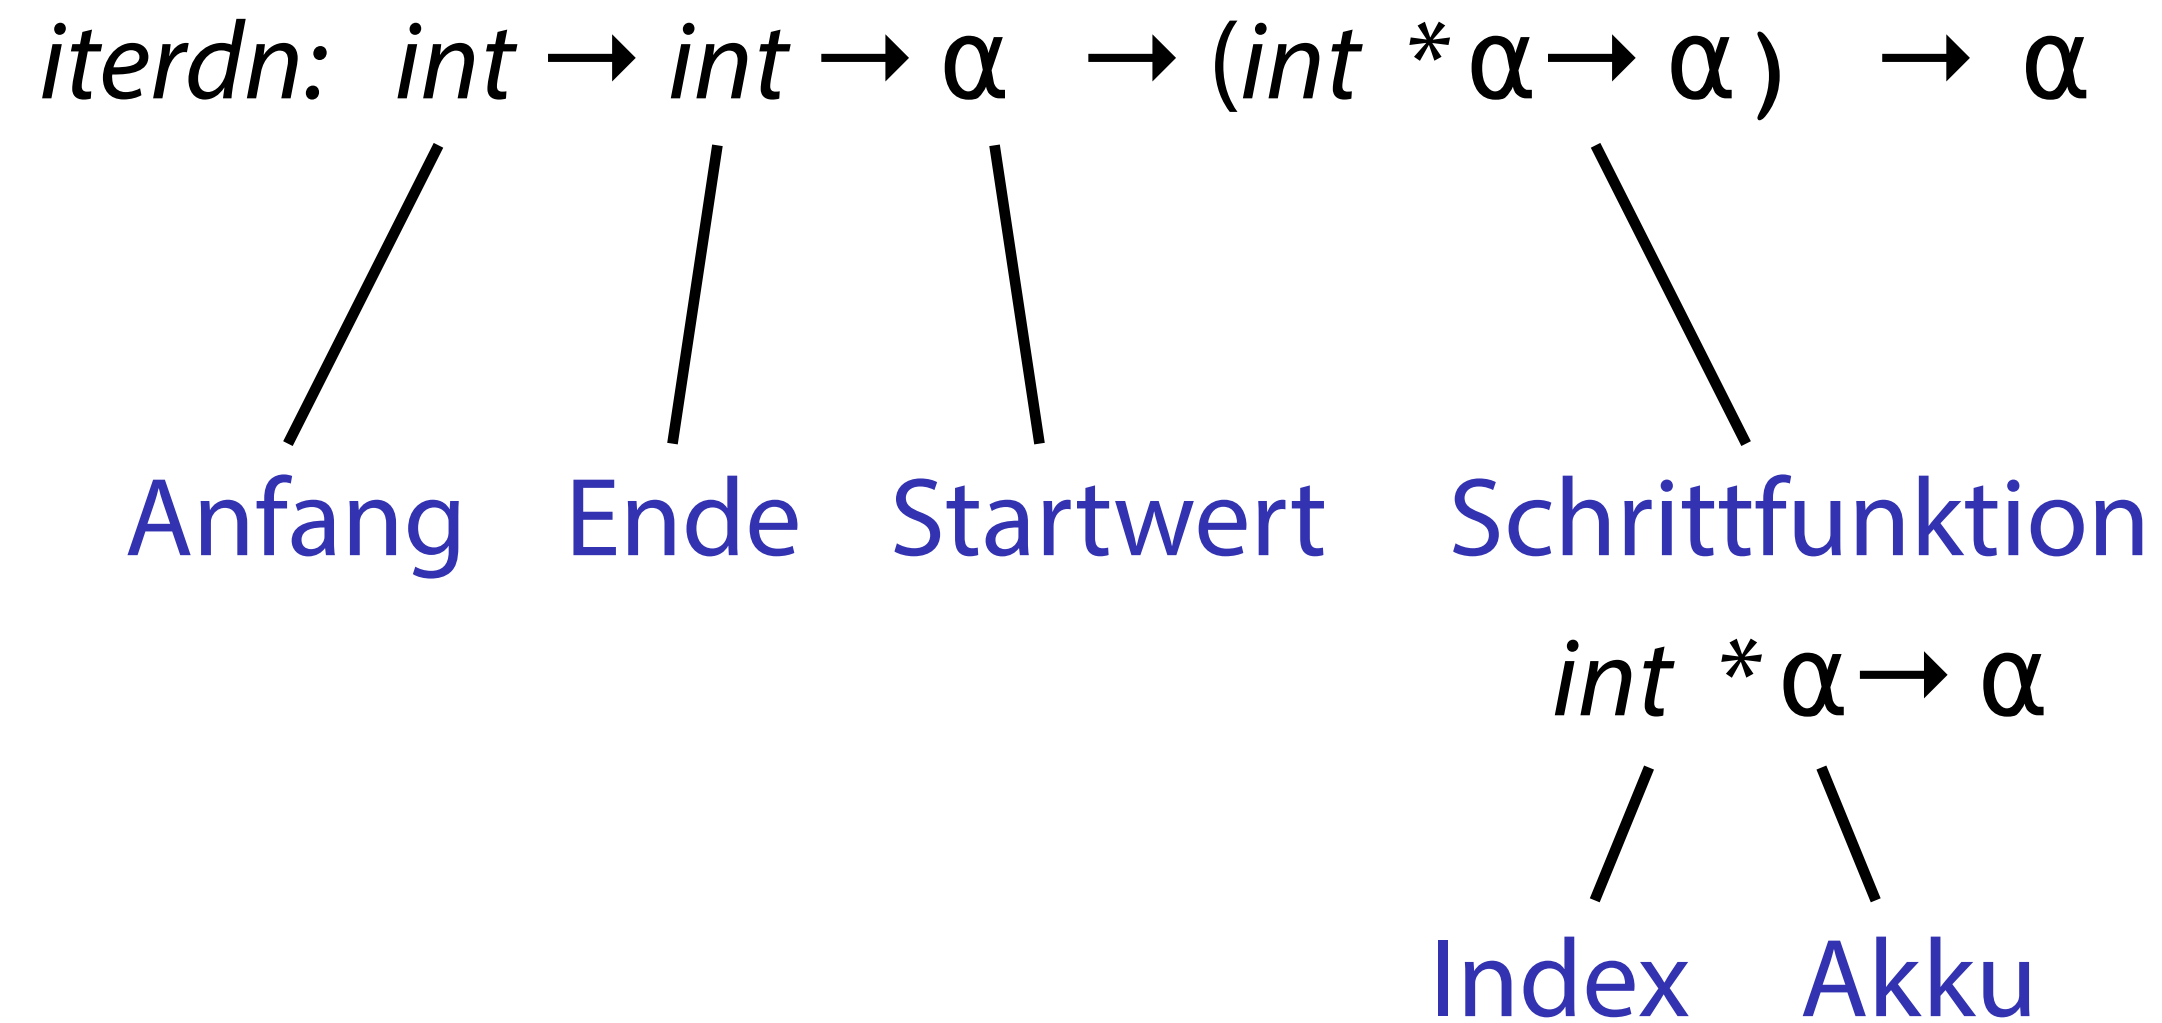 iterdn: int → int → α → (int * α → α) → α
Anfang Ende Startwert Schrittfunktion
int * α → α
Index Akku